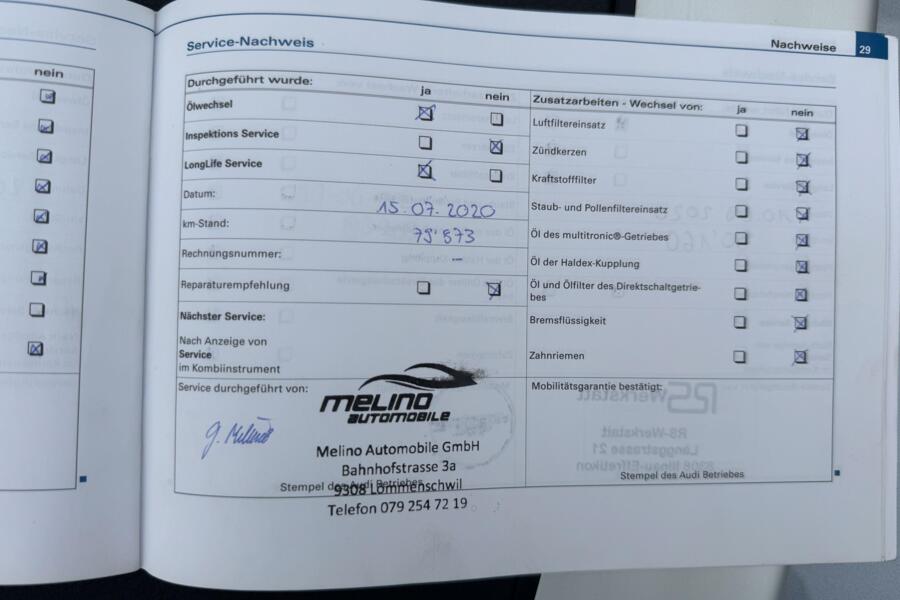 nein
Service-Nachweis
Nachweise 29
Durchgeführt wurde:
ja nein
Ölwechsel
Inspektions Service
LongLife Service
Datum:
15.07.2020
km-Stand:
Rechnungsnummer:
–
Reparaturempfehlung
Nächster Service:
Nach Anzeige von
Service
im Kombiinstrument
Service durchgeführt von:
MELINO
AUTOMOBILE
Melino Automobile GmbH
Bahnhofstrasse 3a
Stempel des Audi Betriebes
9308 Lömmenschwil
Telefon 079 254 72 19
Zusatzarbeiten - Wechsel von: ja nein
Luftfiltereinsatz
Zündkerzen
Kraftstofffilter
Staub- und Pollenfiltereinsatz
Öl des multitronic®-Getriebes
Öl der Haldex-Kupplung
Öl und Ölfilter des Direktschaltgetrie-
bes
Bremsflüssigkeit
Zahnriemen
Mobilitätsgarantie bestätigt:
Stempel des Audi Betriebes